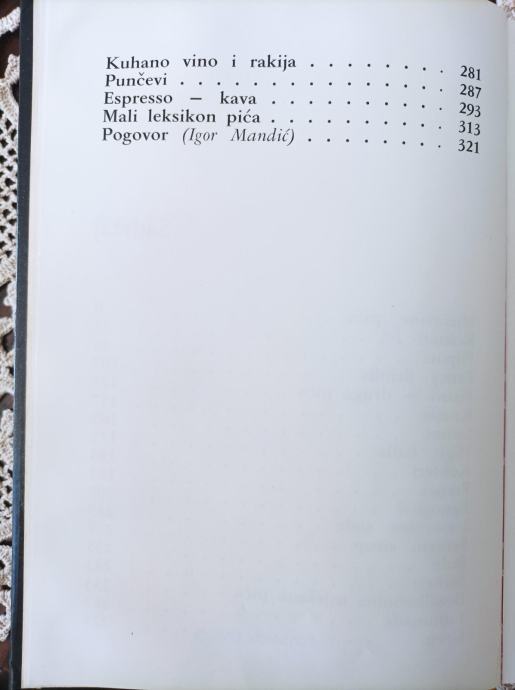 Kuhano vino i rakija . . . . . . . . 281
Punčevi . . . . . . . . . . . . . . . 287
Espresso — kava . . . . . . . . . . 293
Mali leksikon pića . . . . . . . . . . 313
Pogovor (Igor Mandić) . . . . . . . . 321